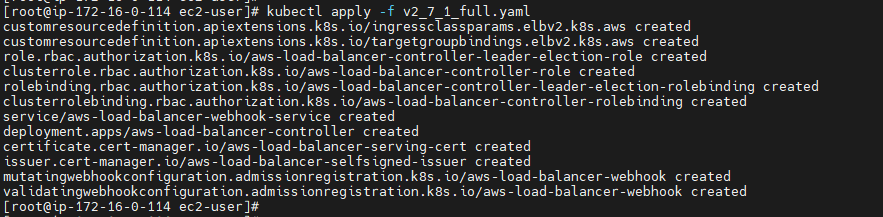 [root@ip-172-16-0-114 ec2-user]# kubectl apply -f v2_7_1_full.yaml
customresourcedefinition.apiextensions.k8s.io/ingressclassparams.elbv2.k8s.aws created
customresourcedefinition.apiextensions.k8s.io/targetgroupbindings.elbv2.k8s.aws created
role.rbac.authorization.k8s.io/aws-load-balancer-controller-leader-election-role created
clusterrole.rbac.authorization.k8s.io/aws-load-balancer-controller-role created
rolebinding.rbac.authorization.k8s.io/aws-load-balancer-controller-leader-election-rolebinding created
clusterrolebinding.rbac.authorization.k8s.io/aws-load-balancer-controller-rolebinding created
service/aws-load-balancer-webhook-service created
deployment.apps/aws-load-balancer-controller created
certificate.cert-manager.io/aws-load-balancer-serving-cert created
issuer.cert-manager.io/aws-load-balancer-selfsigned-issuer created
mutatingwebhookconfiguration.admissionregistration.k8s.io/aws-load-balancer-webhook created
validatingwebhookconfiguration.admissionregistration.k8s.io/aws-load-balancer-webhook created
[root@ip-172-16-0-114 ec2-user]#